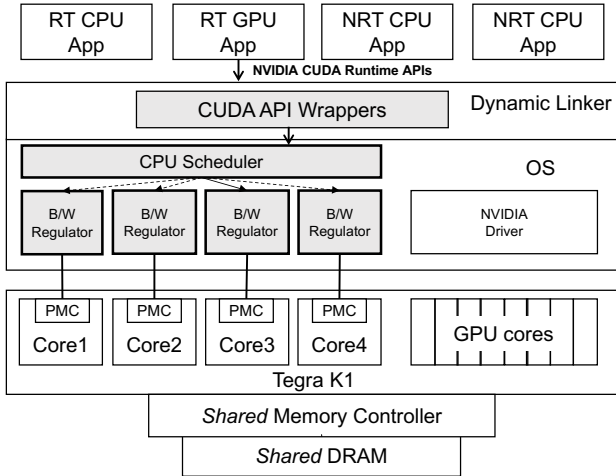 RT CPU App
RT GPU App
NRT CPU App
NRT CPU App
NVIDIA CUDA Runtime APIs
CUDA API Wrappers
Dynamic Linker
CPU Scheduler
OS
B/W Regulator
B/W Regulator
B/W Regulator
B/W Regulator
NVIDIA Driver
PMC
PMC
PMC
PMC
Core1
Core2
Core3
Core4
GPU cores
Tegra K1
Shared Memory Controller
Shared DRAM